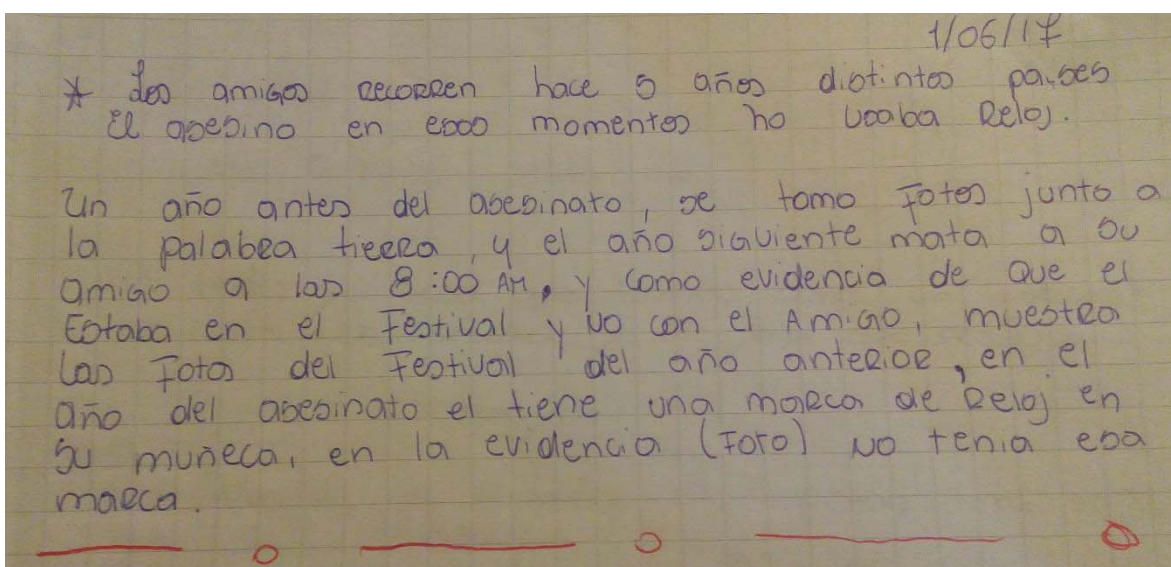 1/06/17
* Los amigos recorren hace 5 años distintos paises
El asesino en esos momentos no usaba Reloj.
Un año antes del asesinato, se tomo Fotos junto a
la palabra tierra, y el año siguiente mata a su
amigo a las 8:00 AM, y como evidencia de que el
Estaba en el Festival y NO con el Amigo, muestra
las Fotos del Festival del año anterior, en el
año del asesinato el tiene una marca de Reloj en
su muñeca, en la evidencia (Foto) NO tenia esa
marca.